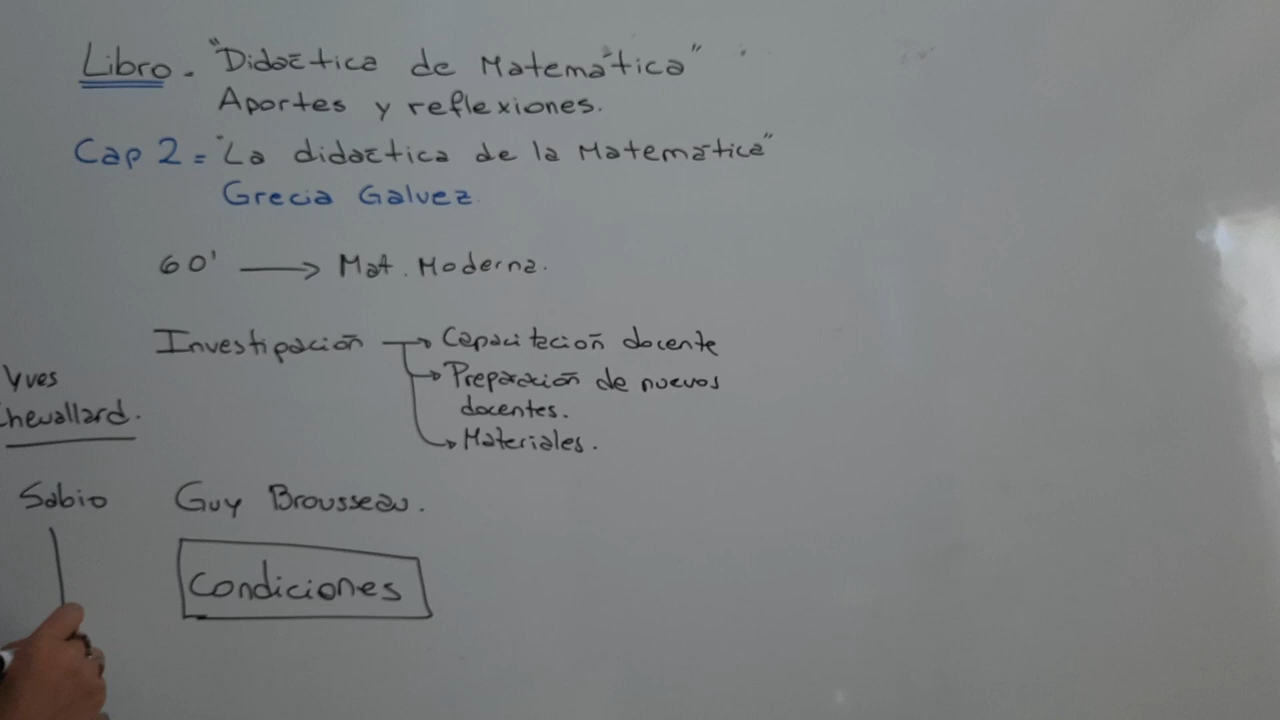 Libro. "Didáctica de Matemática"
Aportes y reflexiones.
Cap 2 = "La didáctica de la Matemática"
Grecia Galvez
60' → Mat. Moderna.
Investigación → Capacitación docente
→ Preparación de nuevos
docentes.
→ Materiales.
Yves
Chevallard.
Sabio
Guy Brousseau.
Condiciones